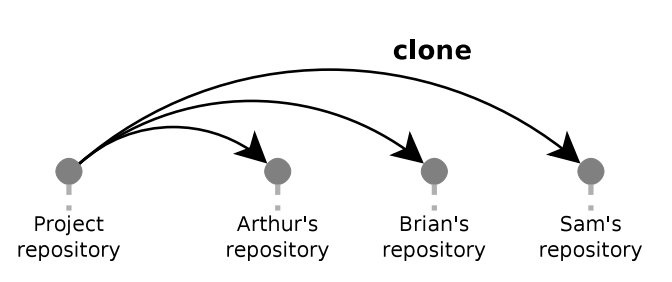 clone
Project
repository
Arthur's
repository
Brian's
repository
Sam's
repository